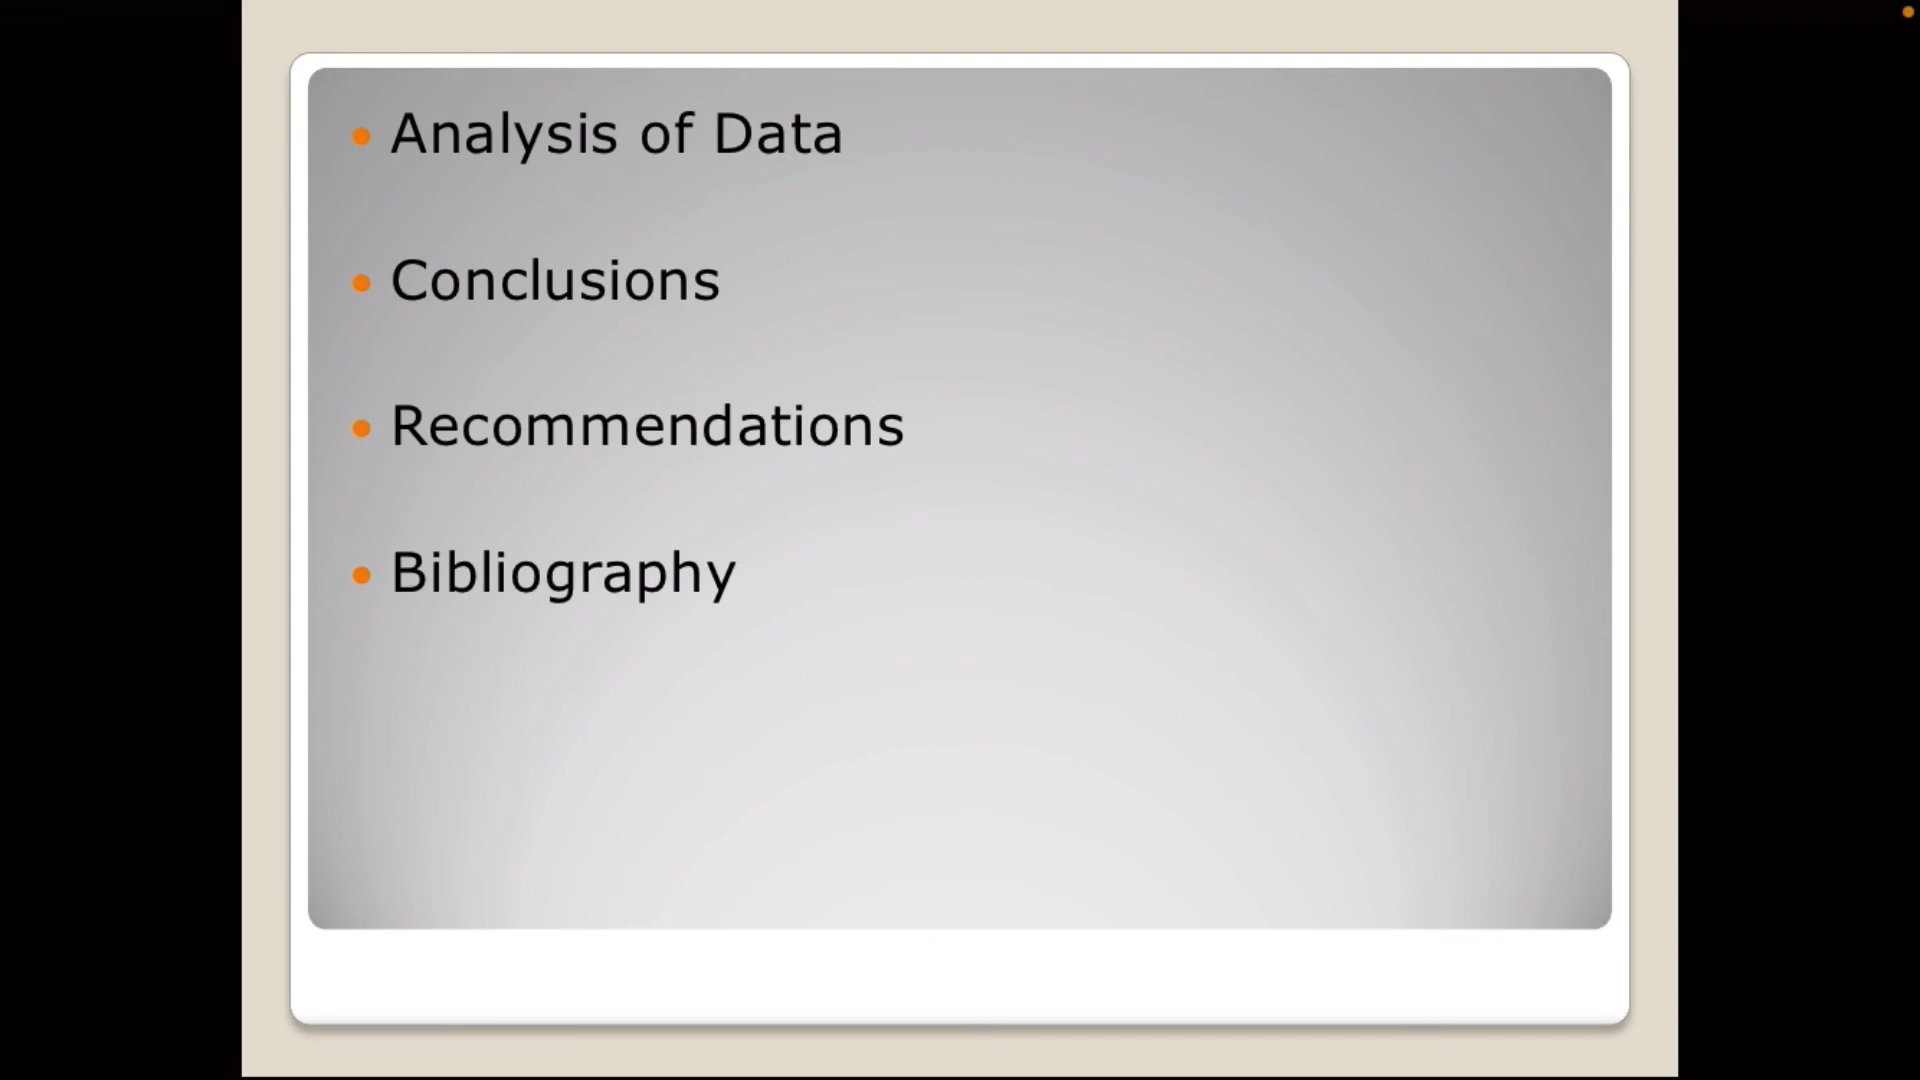 Analysis of Data
Conclusions
Recommendations
Bibliography